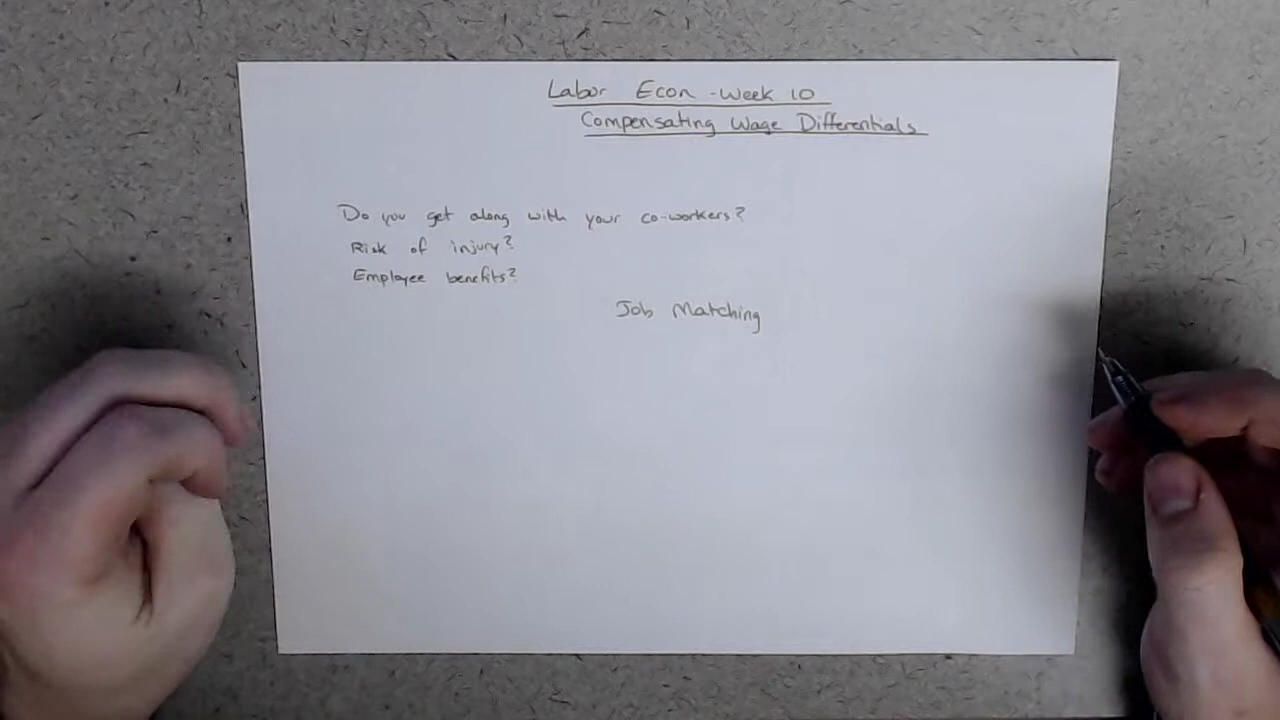 Labor Econ - Week 10
Compensating Wage Differentials
Do you get along with your co-workers?
Risk of injury?
Employee benefits?
Job Matching